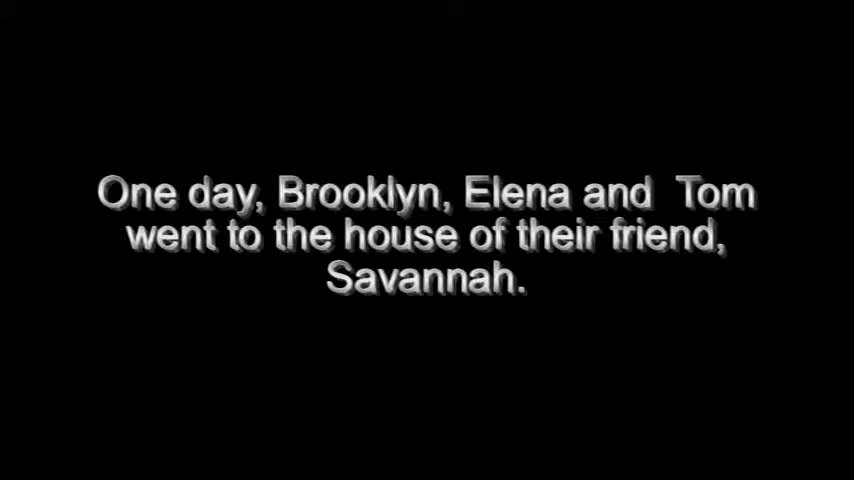 One day, Brooklyn, Elena and  Tom
went to the house of their friend,
Savannah.